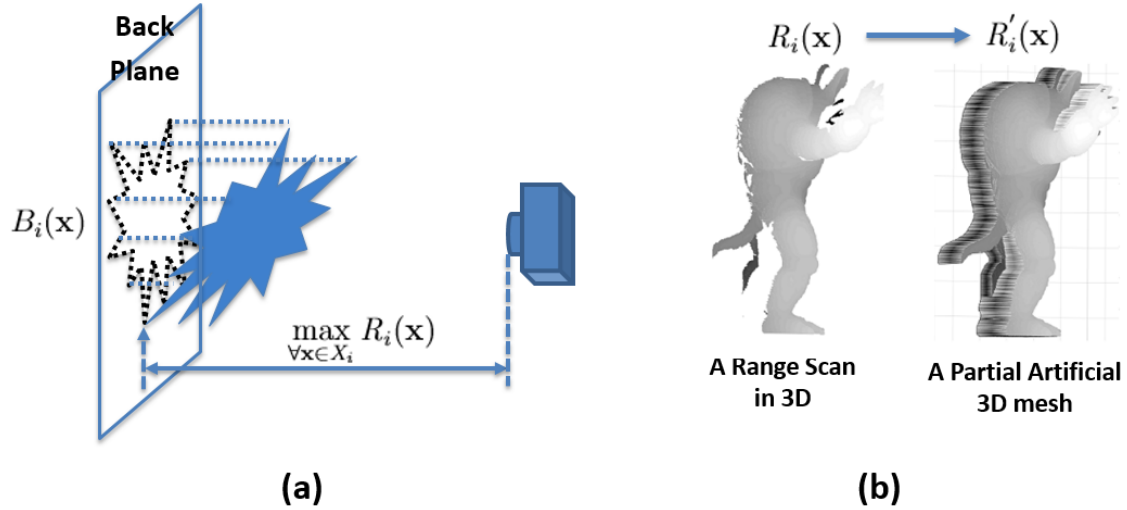 Back
Plane
B_i(x)
max R_i(x)
∀x∈X_i
(a)
R_i(x) R'_i(x)
A Range Scan
in 3D
A Partial Artificial
3D mesh
(b)